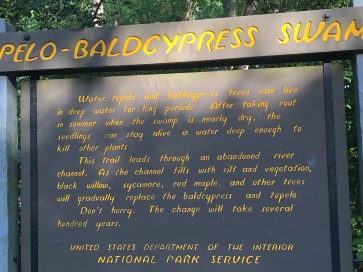 PELO-BALDCYPRESS SWAM
Water tupelo and baldcypress trees can live
in deep water for long periods. After taking root
in summer when the swamp is nearly dry, the
seedlings can stay alive in water deep enough to
kill other plants.
This trail leads through an abandoned river
channel. As the channel fills with silt and vegetation,
black willow, sycamore, red maple, and other trees
will gradually replace the baldcypress and tupelo.
Don't hurry. The change will take several
hundred years.
UNITED STATES DEPARTMENT OF THE INTERIOR
NATIONAL PARK SERVICE